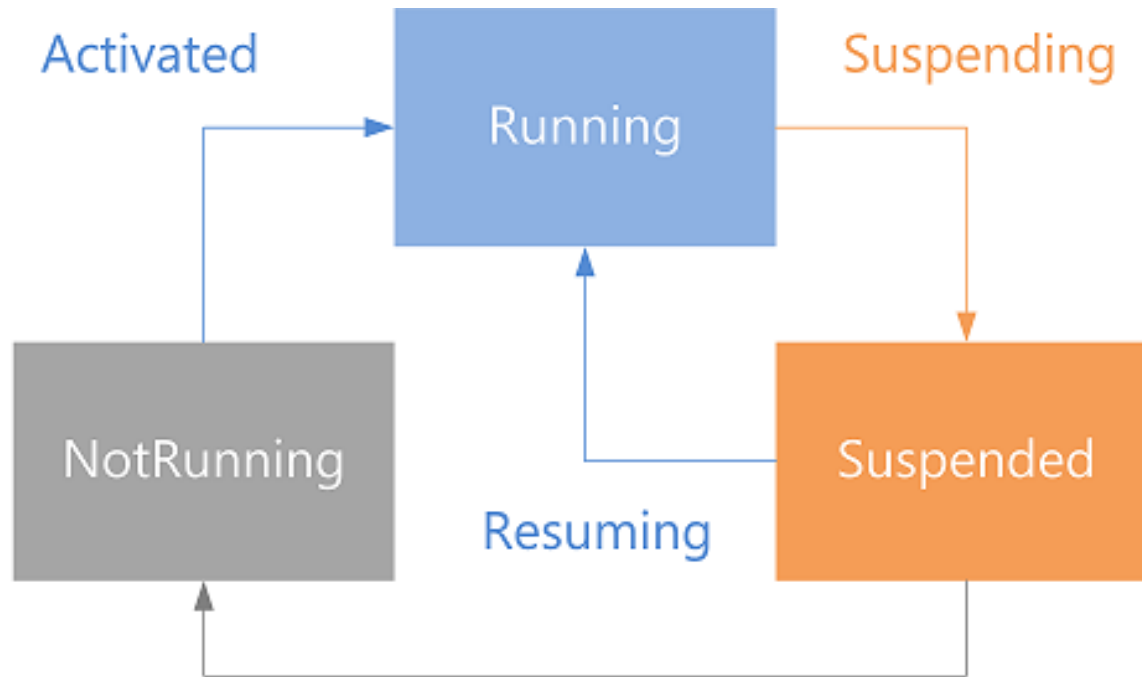 Activated
Suspending
Running
NotRunning
Suspended
Resuming